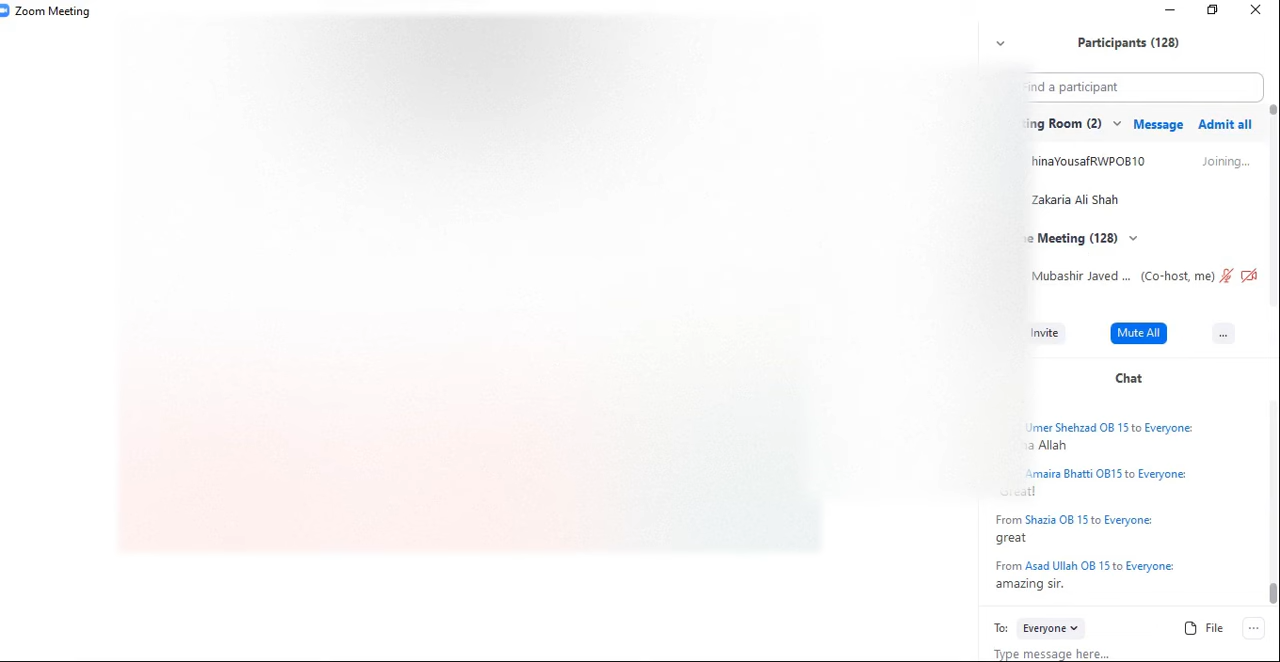 Zoom Meeting
Participants (128)
Find a participant
ting Room (2) Message Admit all
hinaYousafRWPOB10 Joining...
Zakaria Ali Shah
e Meeting (128)
Mubashir Javed ... (Co-host, me)
Invite Mute All ...
Chat
Umer Shehzad OB 15 to Everyone:
a Allah
Amaira Bhatti OB15 to Everyone:
Great!
From Shazia OB 15 to Everyone:
great
From Asad Ullah OB 15 to Everyone:
amazing sir.
To: Everyone File ...
Type message here...